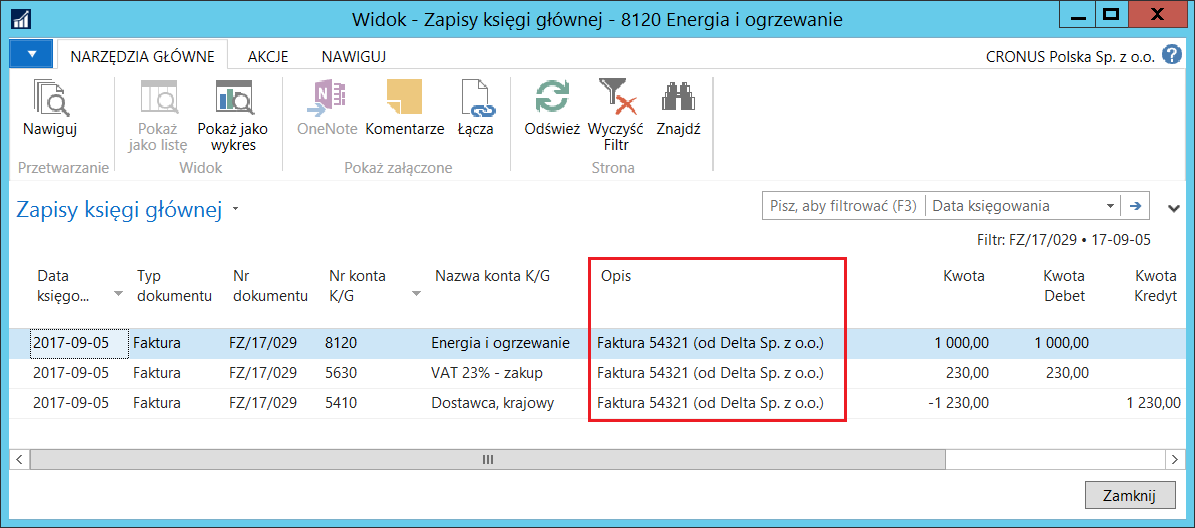 Widok - Zapisy księgi głównej - 8120 Energia i ogrzewanie
NARZĘDZIA GŁÓWNE AKCJE NAWIGUJ CRONUS Polska Sp. z o.o. ?
Nawiguj Pokaż jako listę Pokaż jako wykres OneNote Komentarze Łącza Odśwież Wyczyść Filtr Znajdź
Przetwarzanie Widok Pokaż załączone Strona
Zapisy księgi głównej Pisz, aby filtrować (F3) Data księgowania
Filtr: FZ/17/029 • 17-09-05
Data księgo... Typ dokumentu Nr dokumentu Nr konta K/G Nazwa konta K/G Opis Kwota Kwota Debet Kwota Kredyt
2017-09-05 Faktura FZ/17/029 8120 Energia i ogrzewanie Faktura 54321 (od Delta Sp. z o.o.) 1 000,00 1 000,00
2017-09-05 Faktura FZ/17/029 5630 VAT 23% - zakup Faktura 54321 (od Delta Sp. z o.o.) 230,00 230,00
2017-09-05 Faktura FZ/17/029 5410 Dostawca, krajowy Faktura 54321 (od Delta Sp. z o.o.) -1 230,00 1 230,00
Zamknij